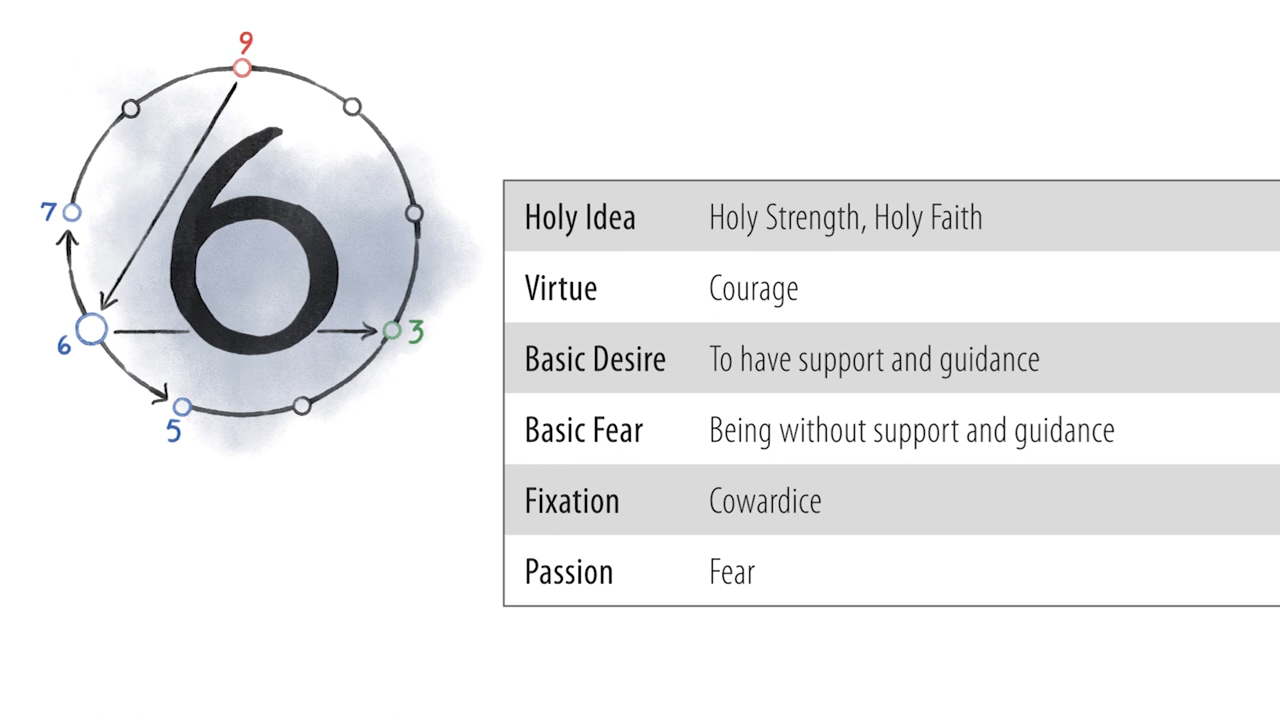 9
6
7
6
3
5
Holy Idea Holy Strength, Holy Faith
Virtue Courage
Basic Desire To have support and guidance
Basic Fear Being without support and guidance
Fixation Cowardice
Passion Fear